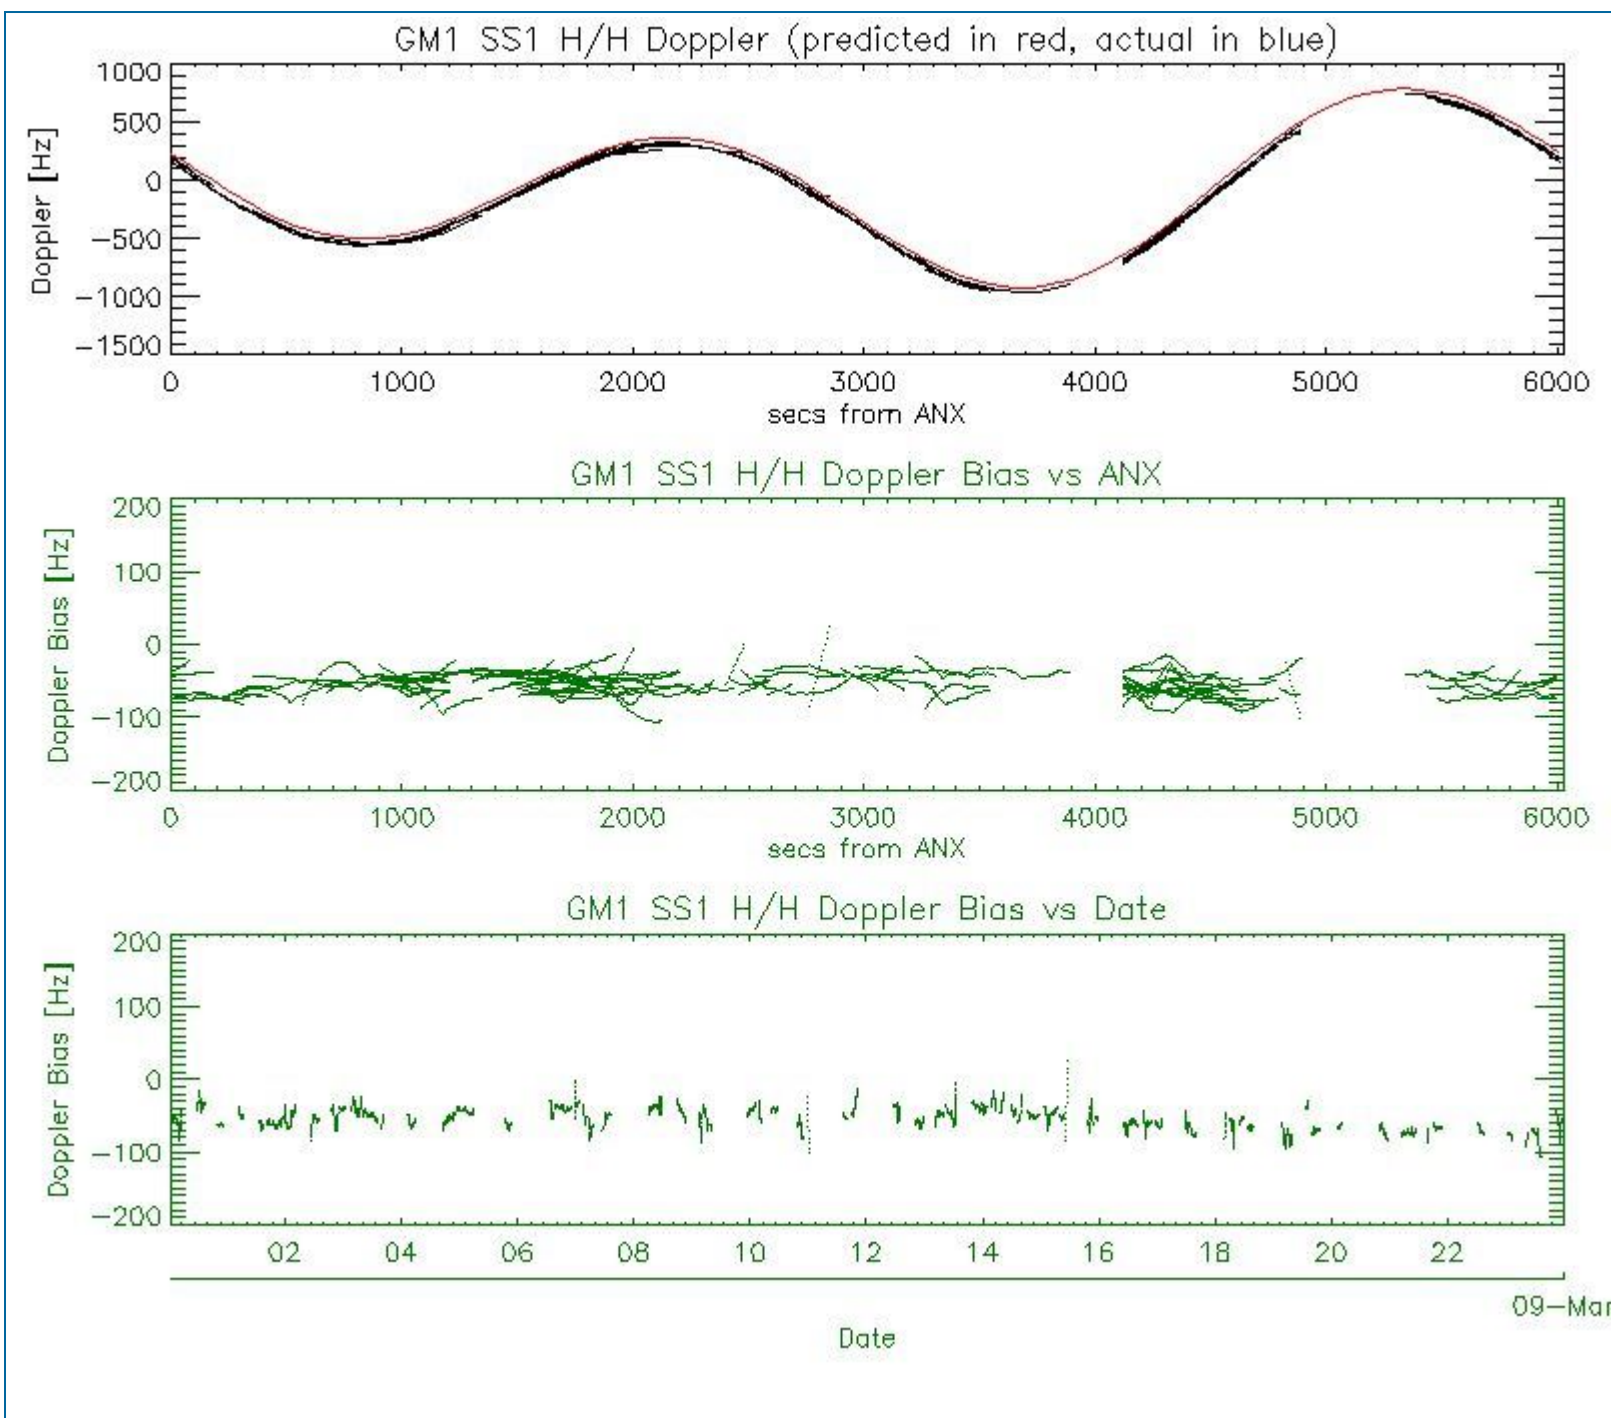 GM1 SS1 H/H Doppler (predicted in red, actual in blue)
Doppler [Hz]
1000
500
0
−500
−1000
−1500
0 1000 2000 3000 4000 5000 6000
secs from ANX
GM1 SS1 H/H Doppler Bias vs ANX
Doppler Bias [Hz]
200
100
0
−100
−200
0 1000 2000 3000 4000 5000 6000
secs from ANX
GM1 SS1 H/H Doppler Bias vs Date
Doppler Bias [Hz]
200
100
0
−100
−200
02 04 06 08 10 12 14 16 18 20 22
09−Mar
Date